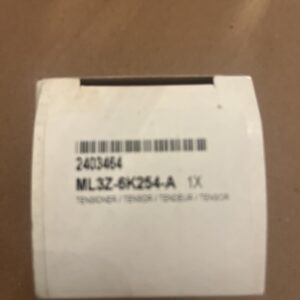 2403464
ML3Z-6K254-A 1X
TENSIONER / TENSOR / TENDEUR / TENSOR